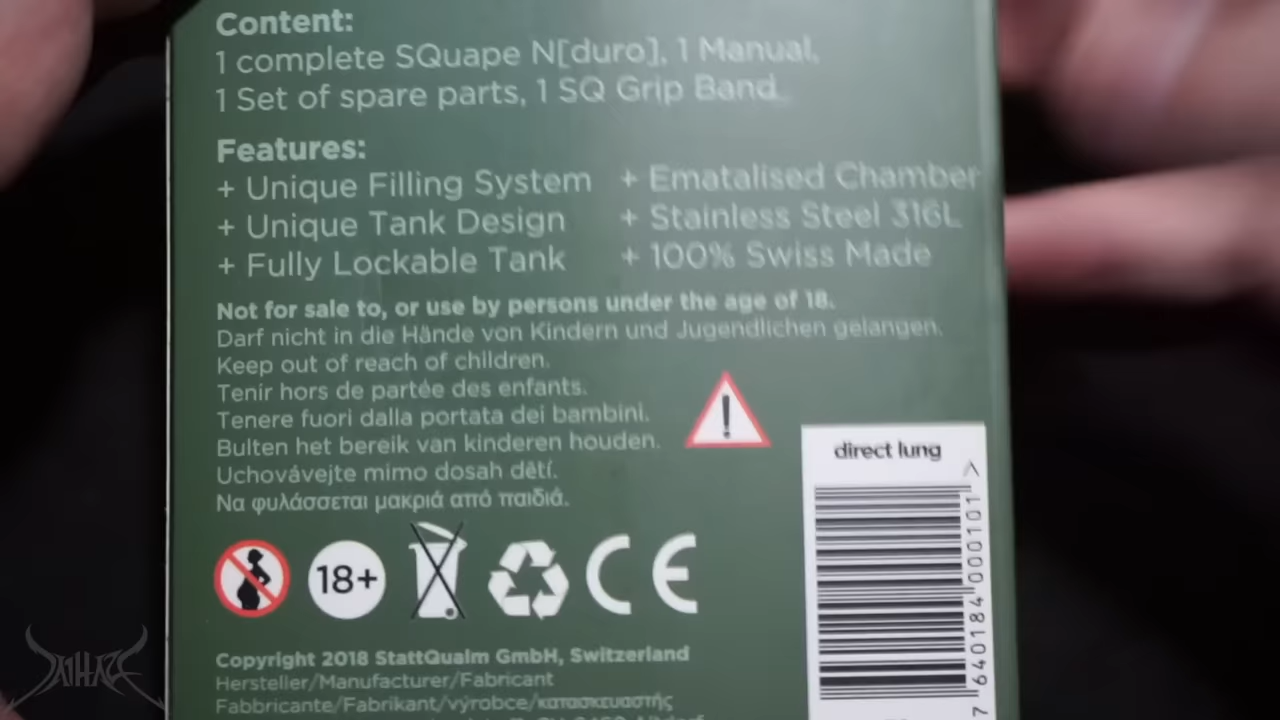 Content:
1 complete SQuape N[duro], 1 Manual,
1 Set of spare parts, 1 SQ Grip Band
Features:
+ Unique Filling System + Ematalised Chamber
+ Unique Tank Design + Stainless Steel 316L
+ Fully Lockable Tank + 100% Swiss Made
Not for sale to, or use by persons under the age of 18.
Darf nicht in die Hände von Kindern und Jugendlichen gelangen.
Keep out of reach of children.
Tenir hors de partée des enfants.
Tenere fuori dalla portata dei bambini.
Bulten het bereik van kinderen houden.
Uchovávejte mimo dosah dětí.
Να φυλάσσεται μακριά από παιδιά.
direct lung
18+
CE
7 640184 000101 >
Copyright 2018 StattQualm GmbH, Switzerland
Hersteller/Manufacturer/Fabricant
Fabbricante/Fabrikant/výrobce/κατασκευαστής